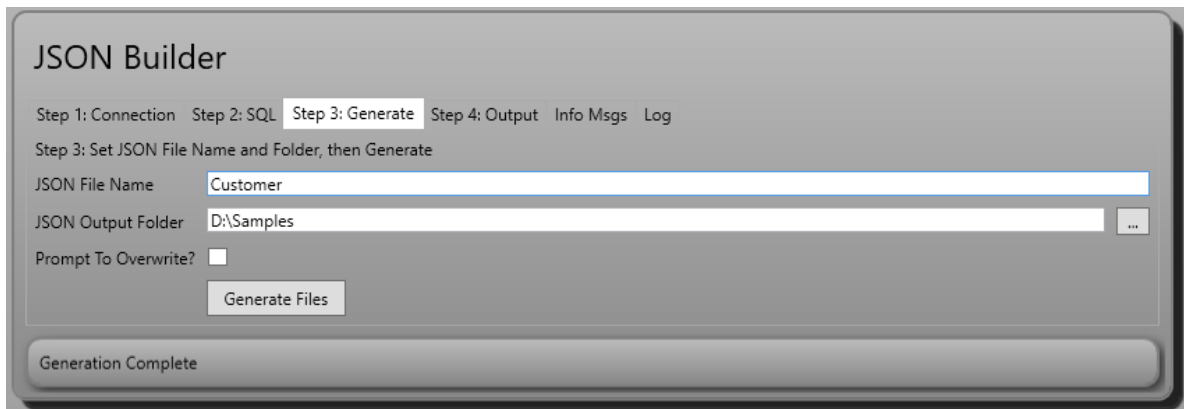 JSON Builder
Step 1: Connection Step 2: SQL Step 3: Generate Step 4: Output Info Msgs Log
Step 3: Set JSON File Name and Folder, then Generate
JSON File Name Customer
JSON Output Folder D:\Samples ...
Prompt To Overwrite?
Generate Files
Generation Complete